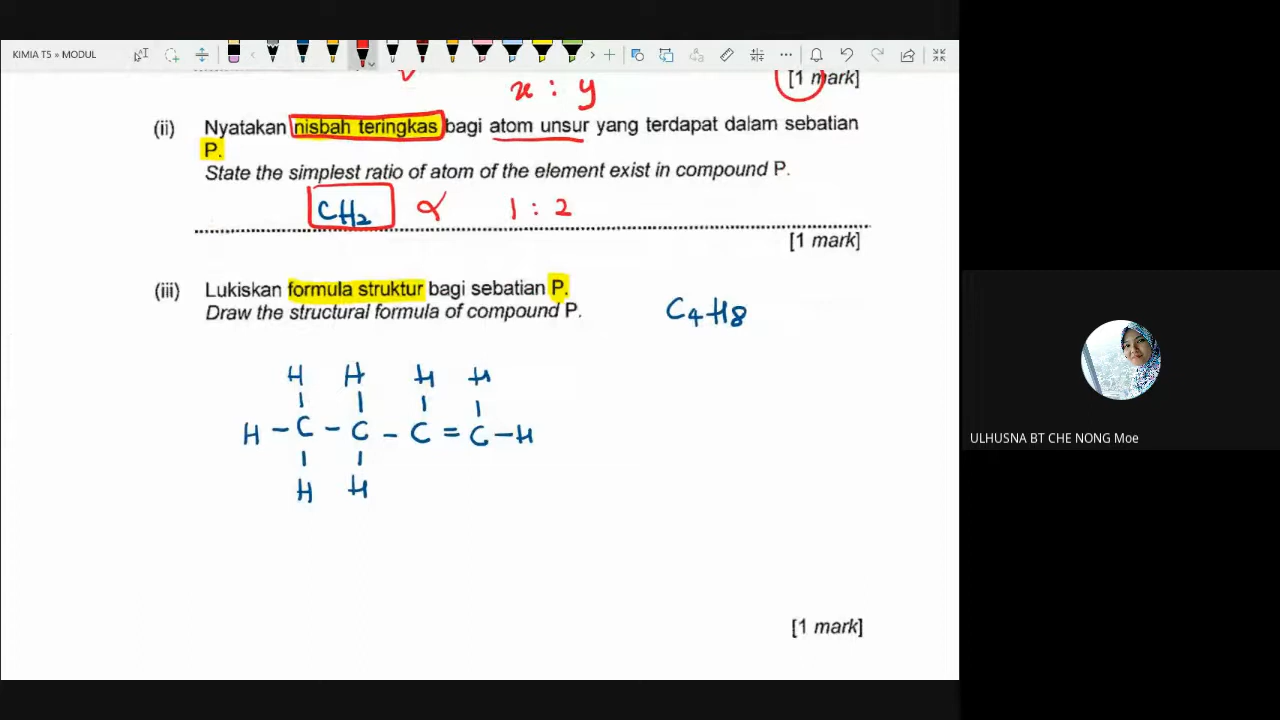 KIMIA T5 » MODUL
x : y
[1 mark]
(ii) Nyatakan nisbah teringkas bagi atom unsur yang terdapat dalam sebatian
P.
State the simplest ratio of atom of the element exist in compound P.
CH2 α 1 : 2
[1 mark]
(iii) Lukiskan formula struktur bagi sebatian P.
Draw the structural formula of compound P.
C4H8
H H H H
H - C - C - C = C - H
H H
[1 mark]
ULHUSNA BT CHE NONG Moe